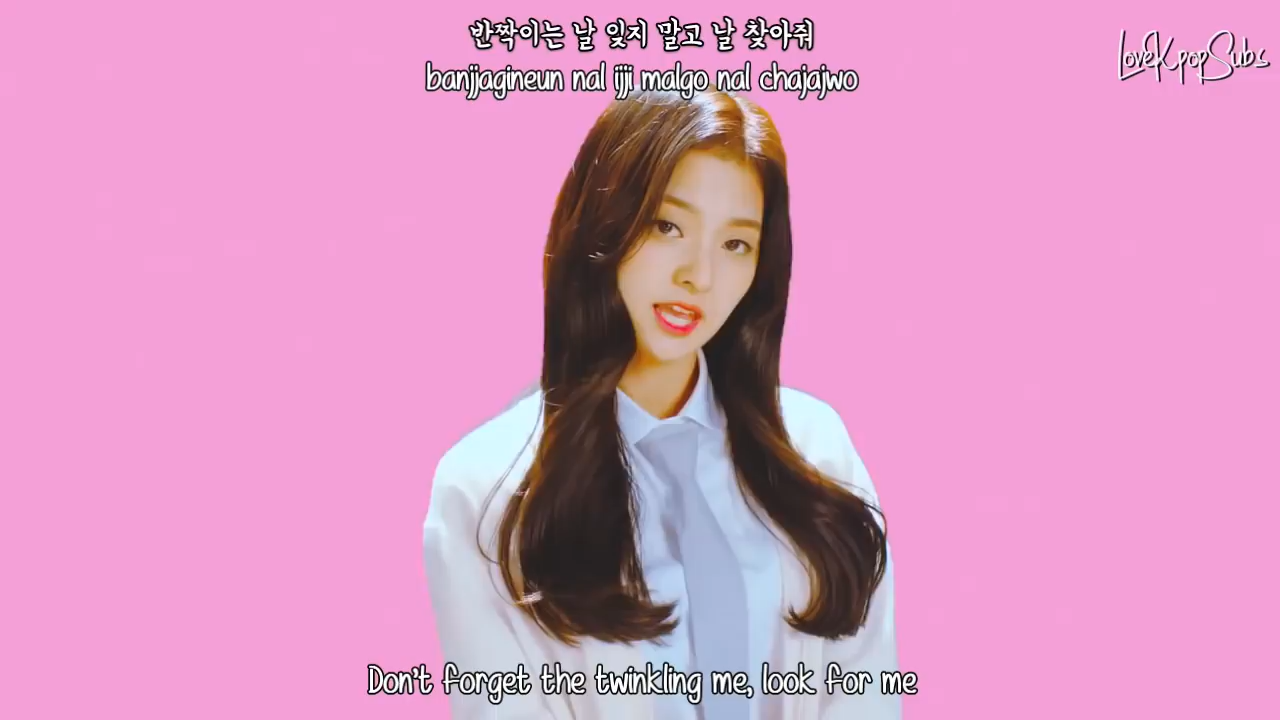 반짝이는 날 잊지 말고 날 찾아줘
LoveKpopSubs
banjjagineun nal ijji malgo nal chajajwo
Don't forget the twinkling me, look for me